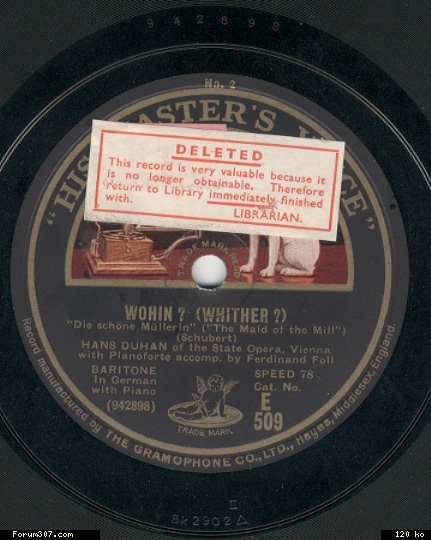 942898
No. 2
"HIS MASTER'S VOICE"
DELETED
This record is very valuable because it
is no longer obtainable. Therefore
return to Library immediately finished
with.
LIBRARIAN.
TRADE MARK REGD
WOHIN ? (WHITHER ?)
"Die schöne Müllerin" ("The Maid of the Mill")
(Schubert)
HANS DUHAN of the State Opera, Vienna
with Pianoforte accomp. by Ferdinand Foll
BARITONE
In German
with Piano
(942898)
SPEED 78
Cat. No.
E
509
TRADE MARK
Record manufactured by THE GRAMOPHONE CO., LTD., Hayes, Middlesex, England.
II
BK2902 Δ
Forum307.com
120 ko